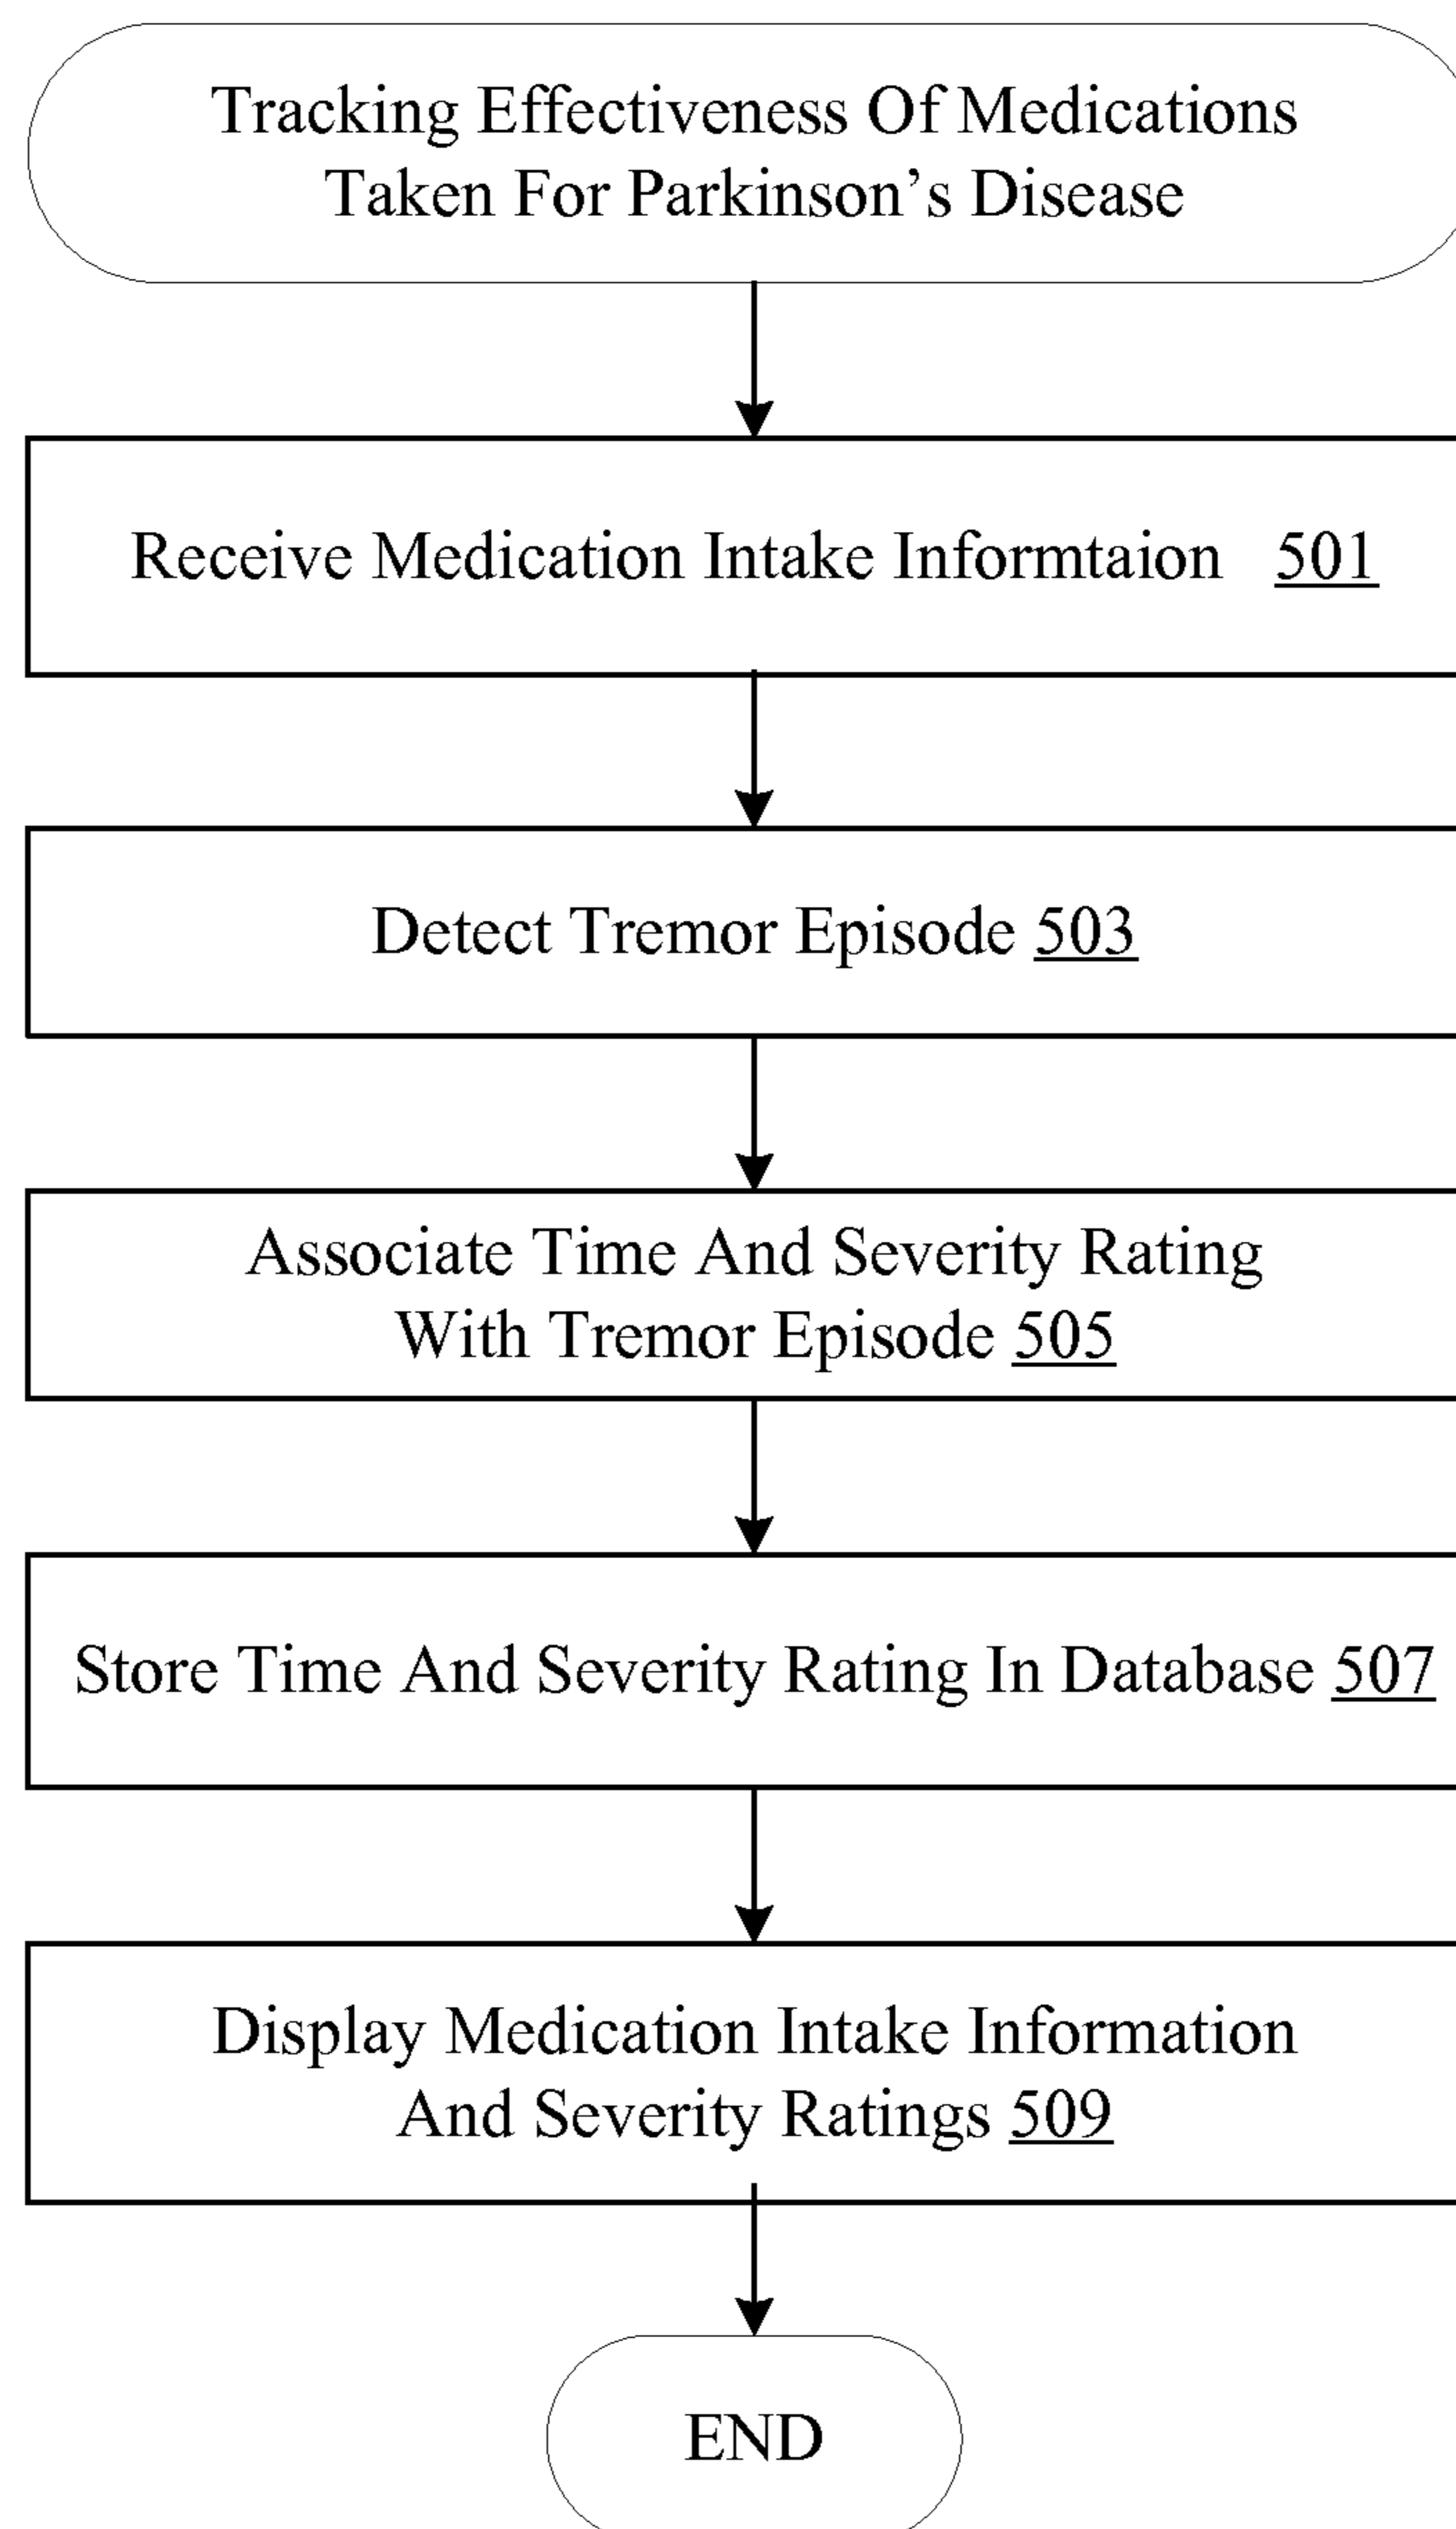 Tracking Effectiveness Of Medications
Taken For Parkinson’s Disease
Receive Medication Intake Informtaion 501
Detect Tremor Episode 503
Associate Time And Severity Rating
With Tremor Episode 505
Store Time And Severity Rating In Database 507
Display Medication Intake Information
And Severity Ratings 509
END